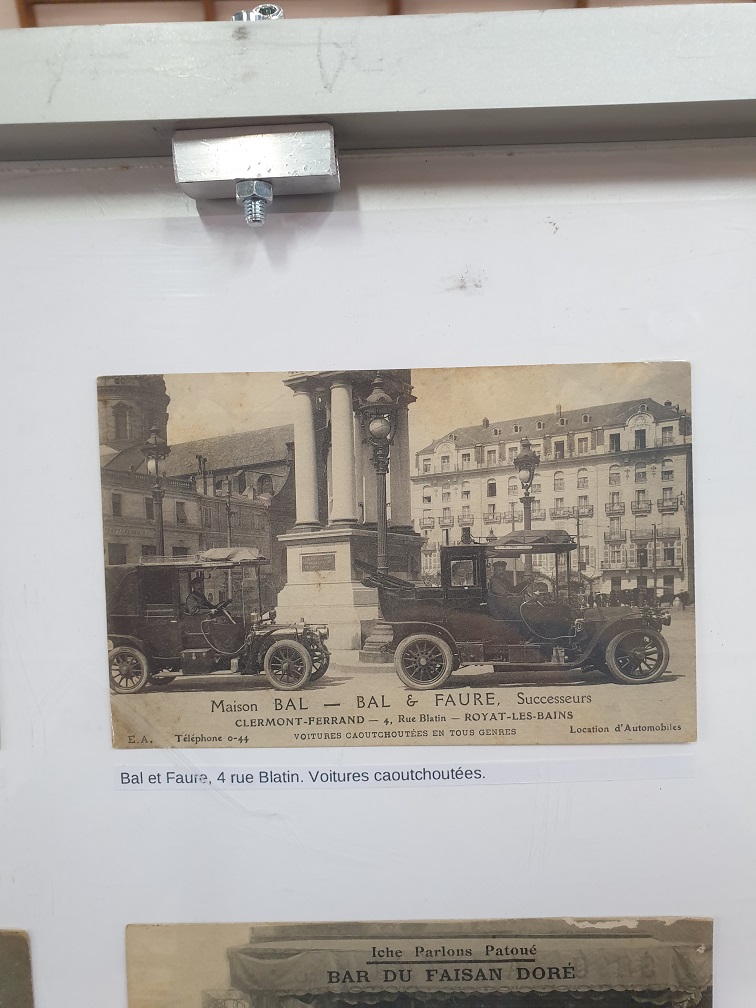 Maison BAL — BAL & FAURE, Successeurs
CLERMONT-FERRAND — 4, Rue Blatin — ROYAT-LES-BAINS
E.A. Téléphone 0-44 VOITURES CAOUTCHOUTÉES EN TOUS GENRES Location d'Automobiles
Bal et Faure, 4 rue Blatin. Voitures caoutchoutées.
Iche Parlons Patoué
BAR DU FAISAN DORÉ